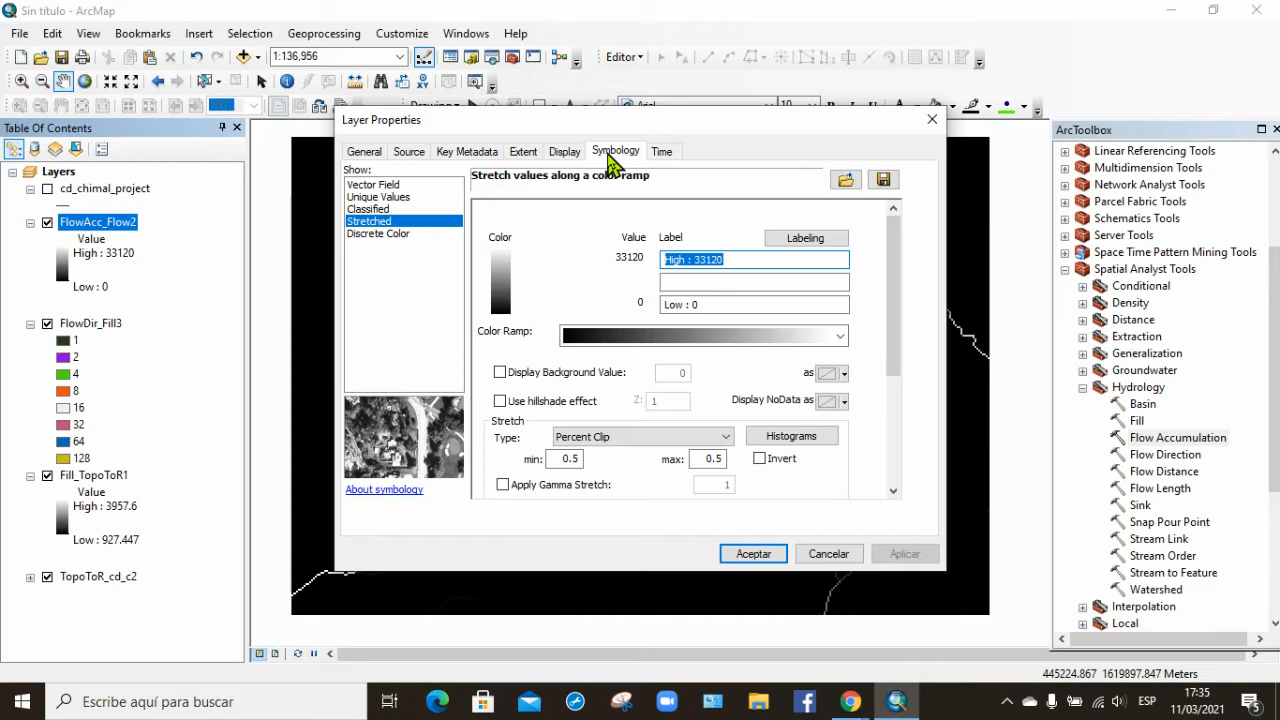 Sin título - ArcMap
File Edit View Bookmarks Insert Selection Geoprocessing Customize Windows Help
1:136,956
Editor
Drawing
Arial
10
Table Of Contents
Layers
cd_chimal_project
FlowAcc_Flow2
Value
High : 33120
Low : 0
FlowDir_Fill3
1
2
4
8
16
32
64
128
Fill_TopoToR1
Value
High : 3957.6
Low : 927.447
TopoToR_cd_c2
Layer Properties
General Source Key Metadata Extent Display Symbology Time
Show:
Vector Field
Unique Values
Classified
Stretched
Discrete Color
About symbology
Stretch values along a color ramp
Color Value Label Labeling
33120 High : 33120
0 Low : 0
Color Ramp:
Display Background Value: 0 as
Use hillshade effect Z: 1 Display NoData as
Stretch
Type: Percent Clip Histograms
min: 0.5 max: 0.5 Invert
Apply Gamma Stretch: 1
Aceptar Cancelar Aplicar
ArcToolbox
Linear Referencing Tools
Multidimension Tools
Network Analyst Tools
Parcel Fabric Tools
Schematics Tools
Server Tools
Space Time Pattern Mining Tools
Spatial Analyst Tools
Conditional
Density
Distance
Extraction
Generalization
Groundwater
Hydrology
Basin
Fill
Flow Accumulation
Flow Direction
Flow Distance
Flow Length
Sink
Snap Pour Point
Stream Link
Stream Order
Stream to Feature
Watershed
Interpolation
Local
445224.867 1619897.847 Meters
Escribe aquí para buscar
ESP
17:35
11/03/2021
5